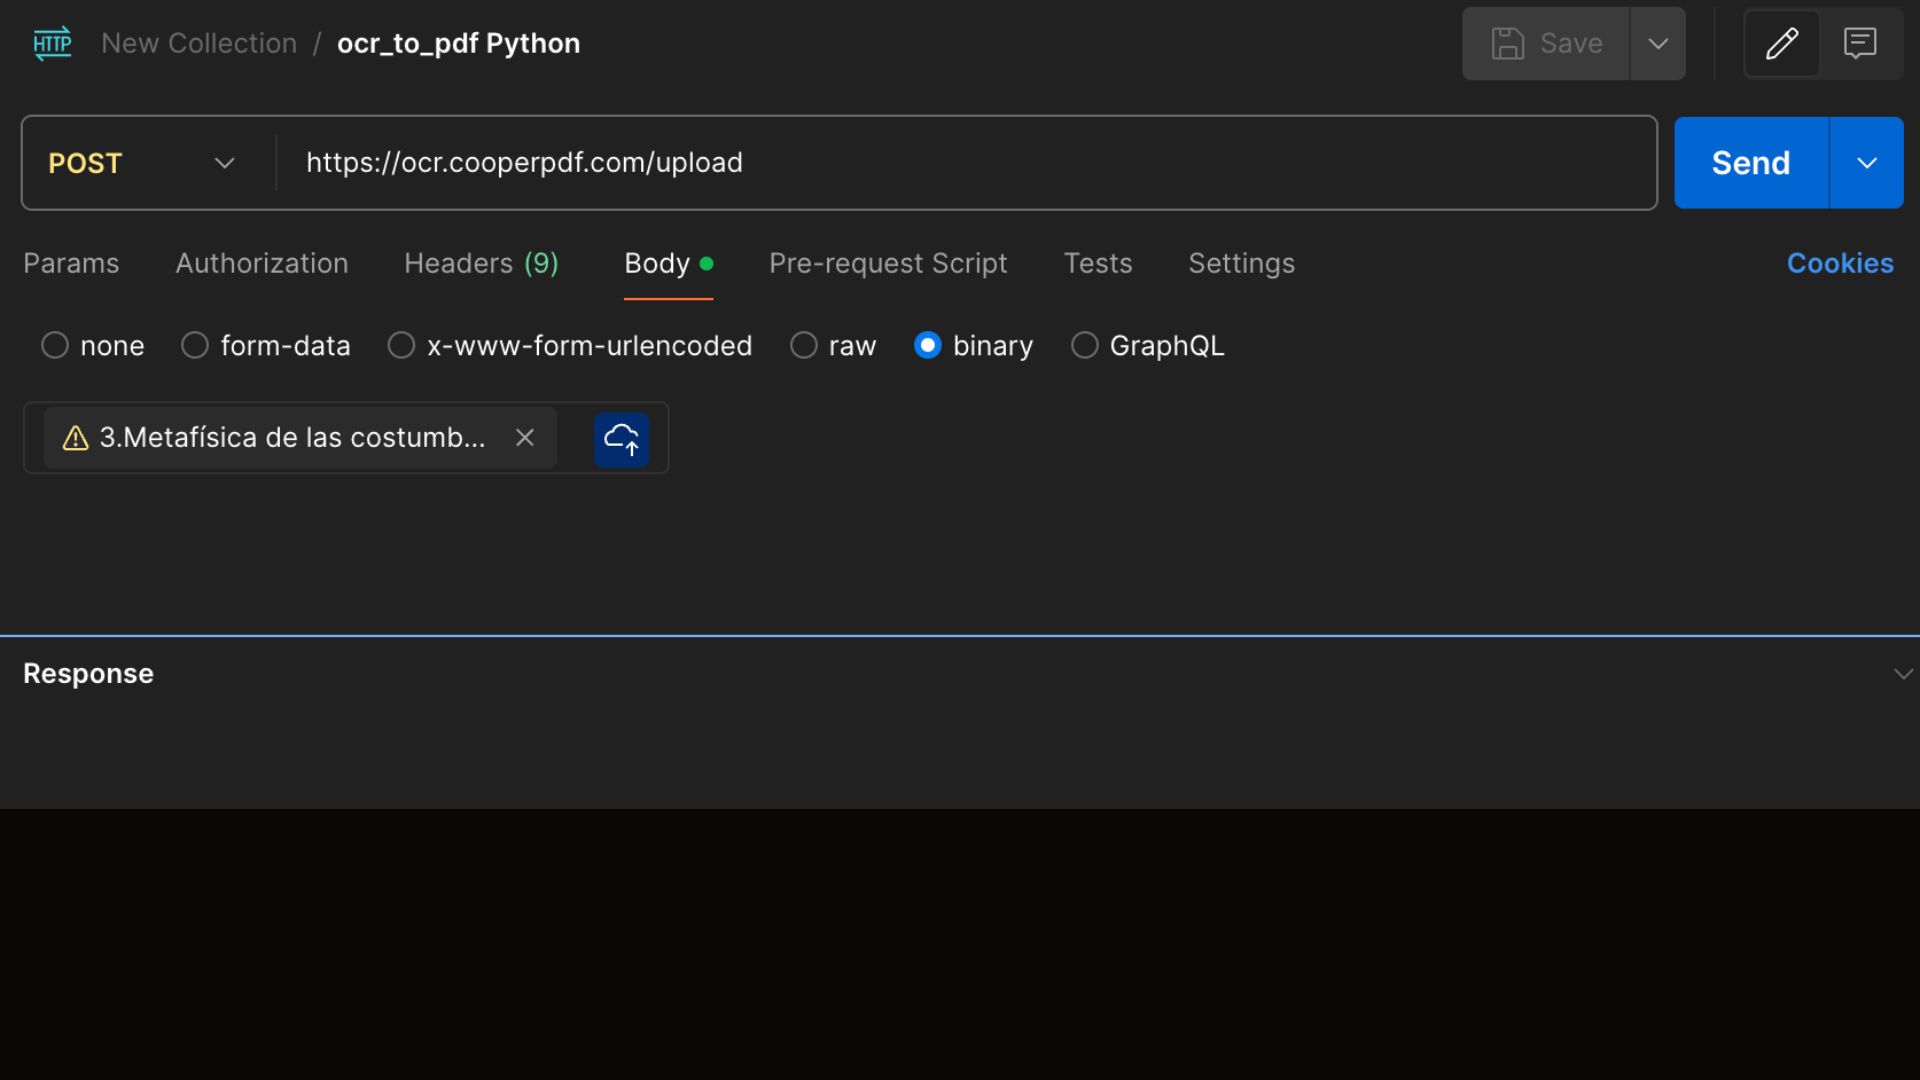 HTTP New Collection / ocr_to_pdf Python Save
POST https://ocr.cooperpdf.com/upload Send
Params Authorization Headers (9) Body Pre-request Script Tests Settings Cookies
none form-data x-www-form-urlencoded raw binary GraphQL
3.Metafísica de las costumb...
Response